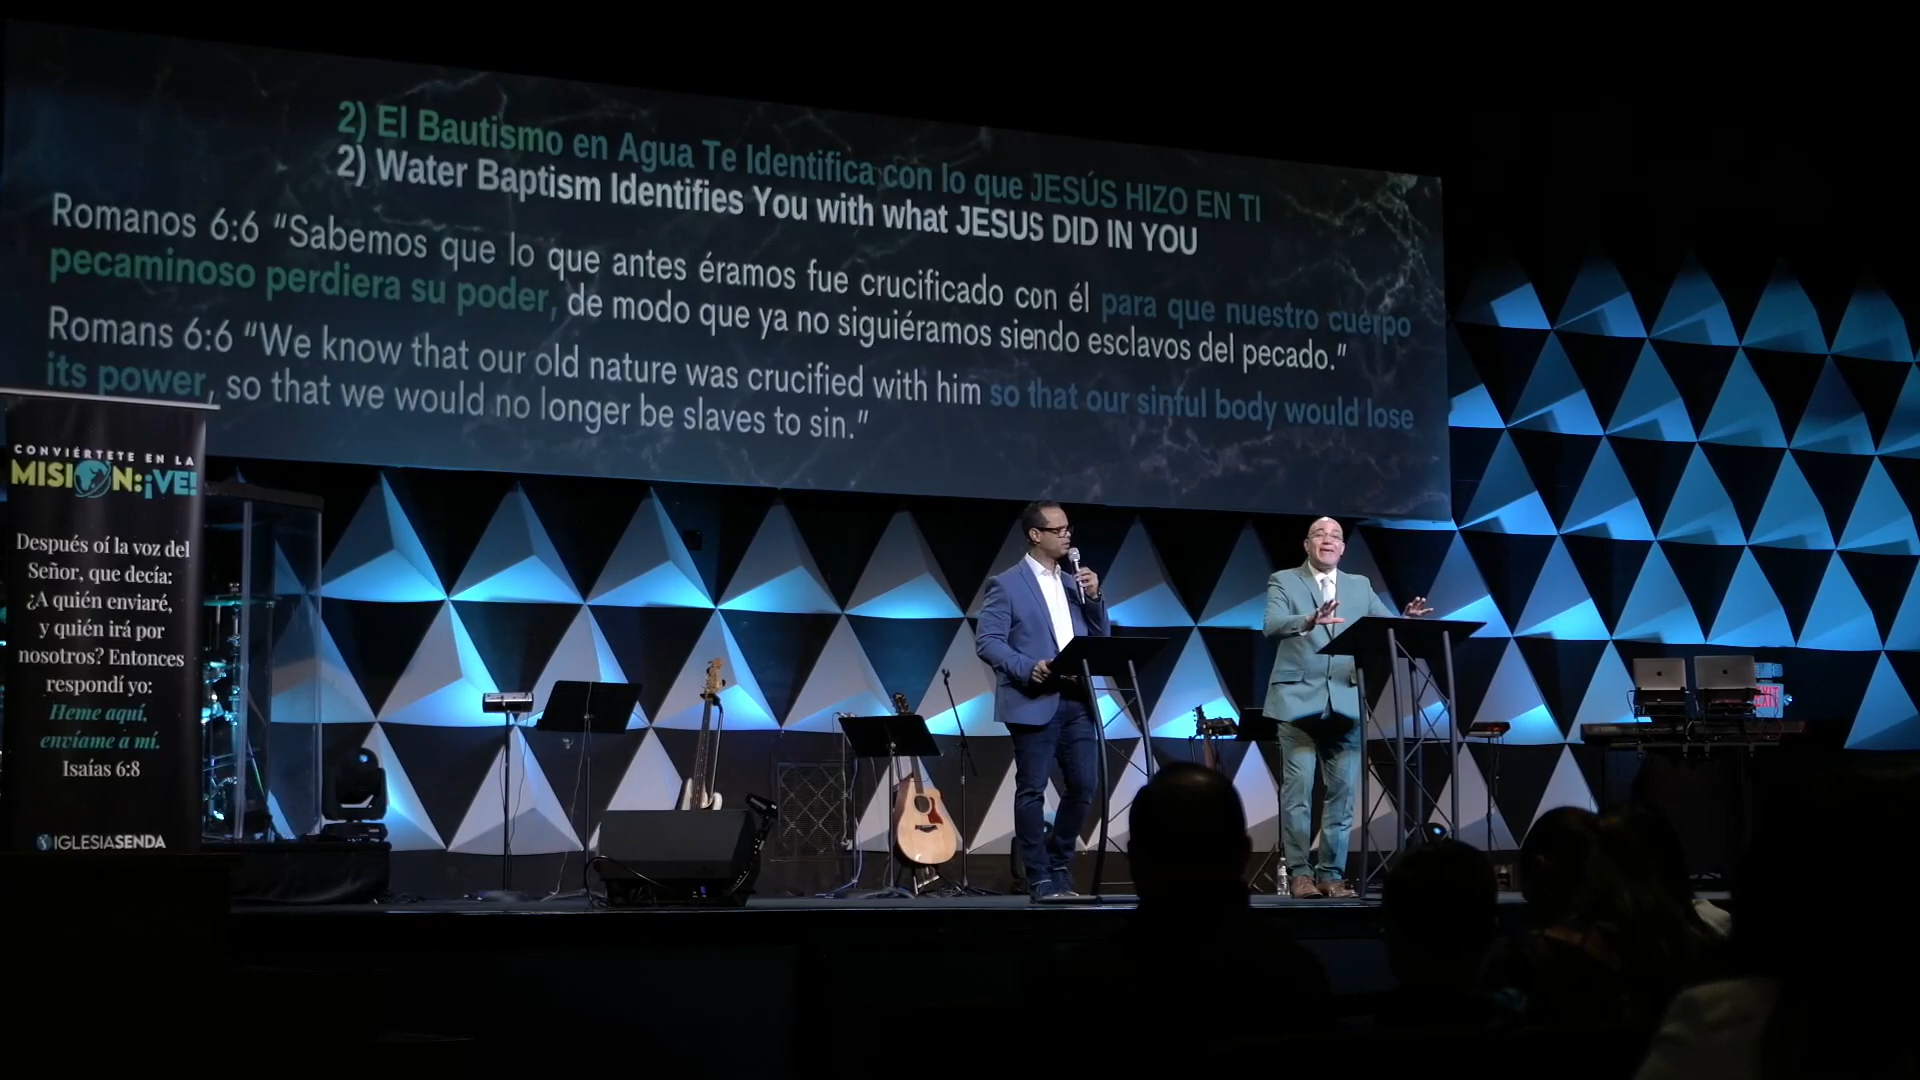 2) El Bautismo en Agua Te Identifica con lo que JESÚS HIZO EN TI
2) Water Baptism Identifies You with what JESUS DID IN YOU
Romanos 6:6 “Sabemos que lo que antes éramos fue crucificado con él para que nuestro cuerpo
pecaminoso perdiera su poder, de modo que ya no siguiéramos siendo esclavos del pecado.”
Romans 6:6 “We know that our old nature was crucified with him so that our sinful body would lose
its power, so that we would no longer be slaves to sin.”
CONVIÉRTETE EN LA
MISION:¡VE!
Después oí la voz del
Señor, que decía:
¿A quién enviaré,
y quién irá por
nosotros? Entonces
respondí yo:
Heme aquí,
envíame a mí.
Isaías 6:8
IGLESIASENDA